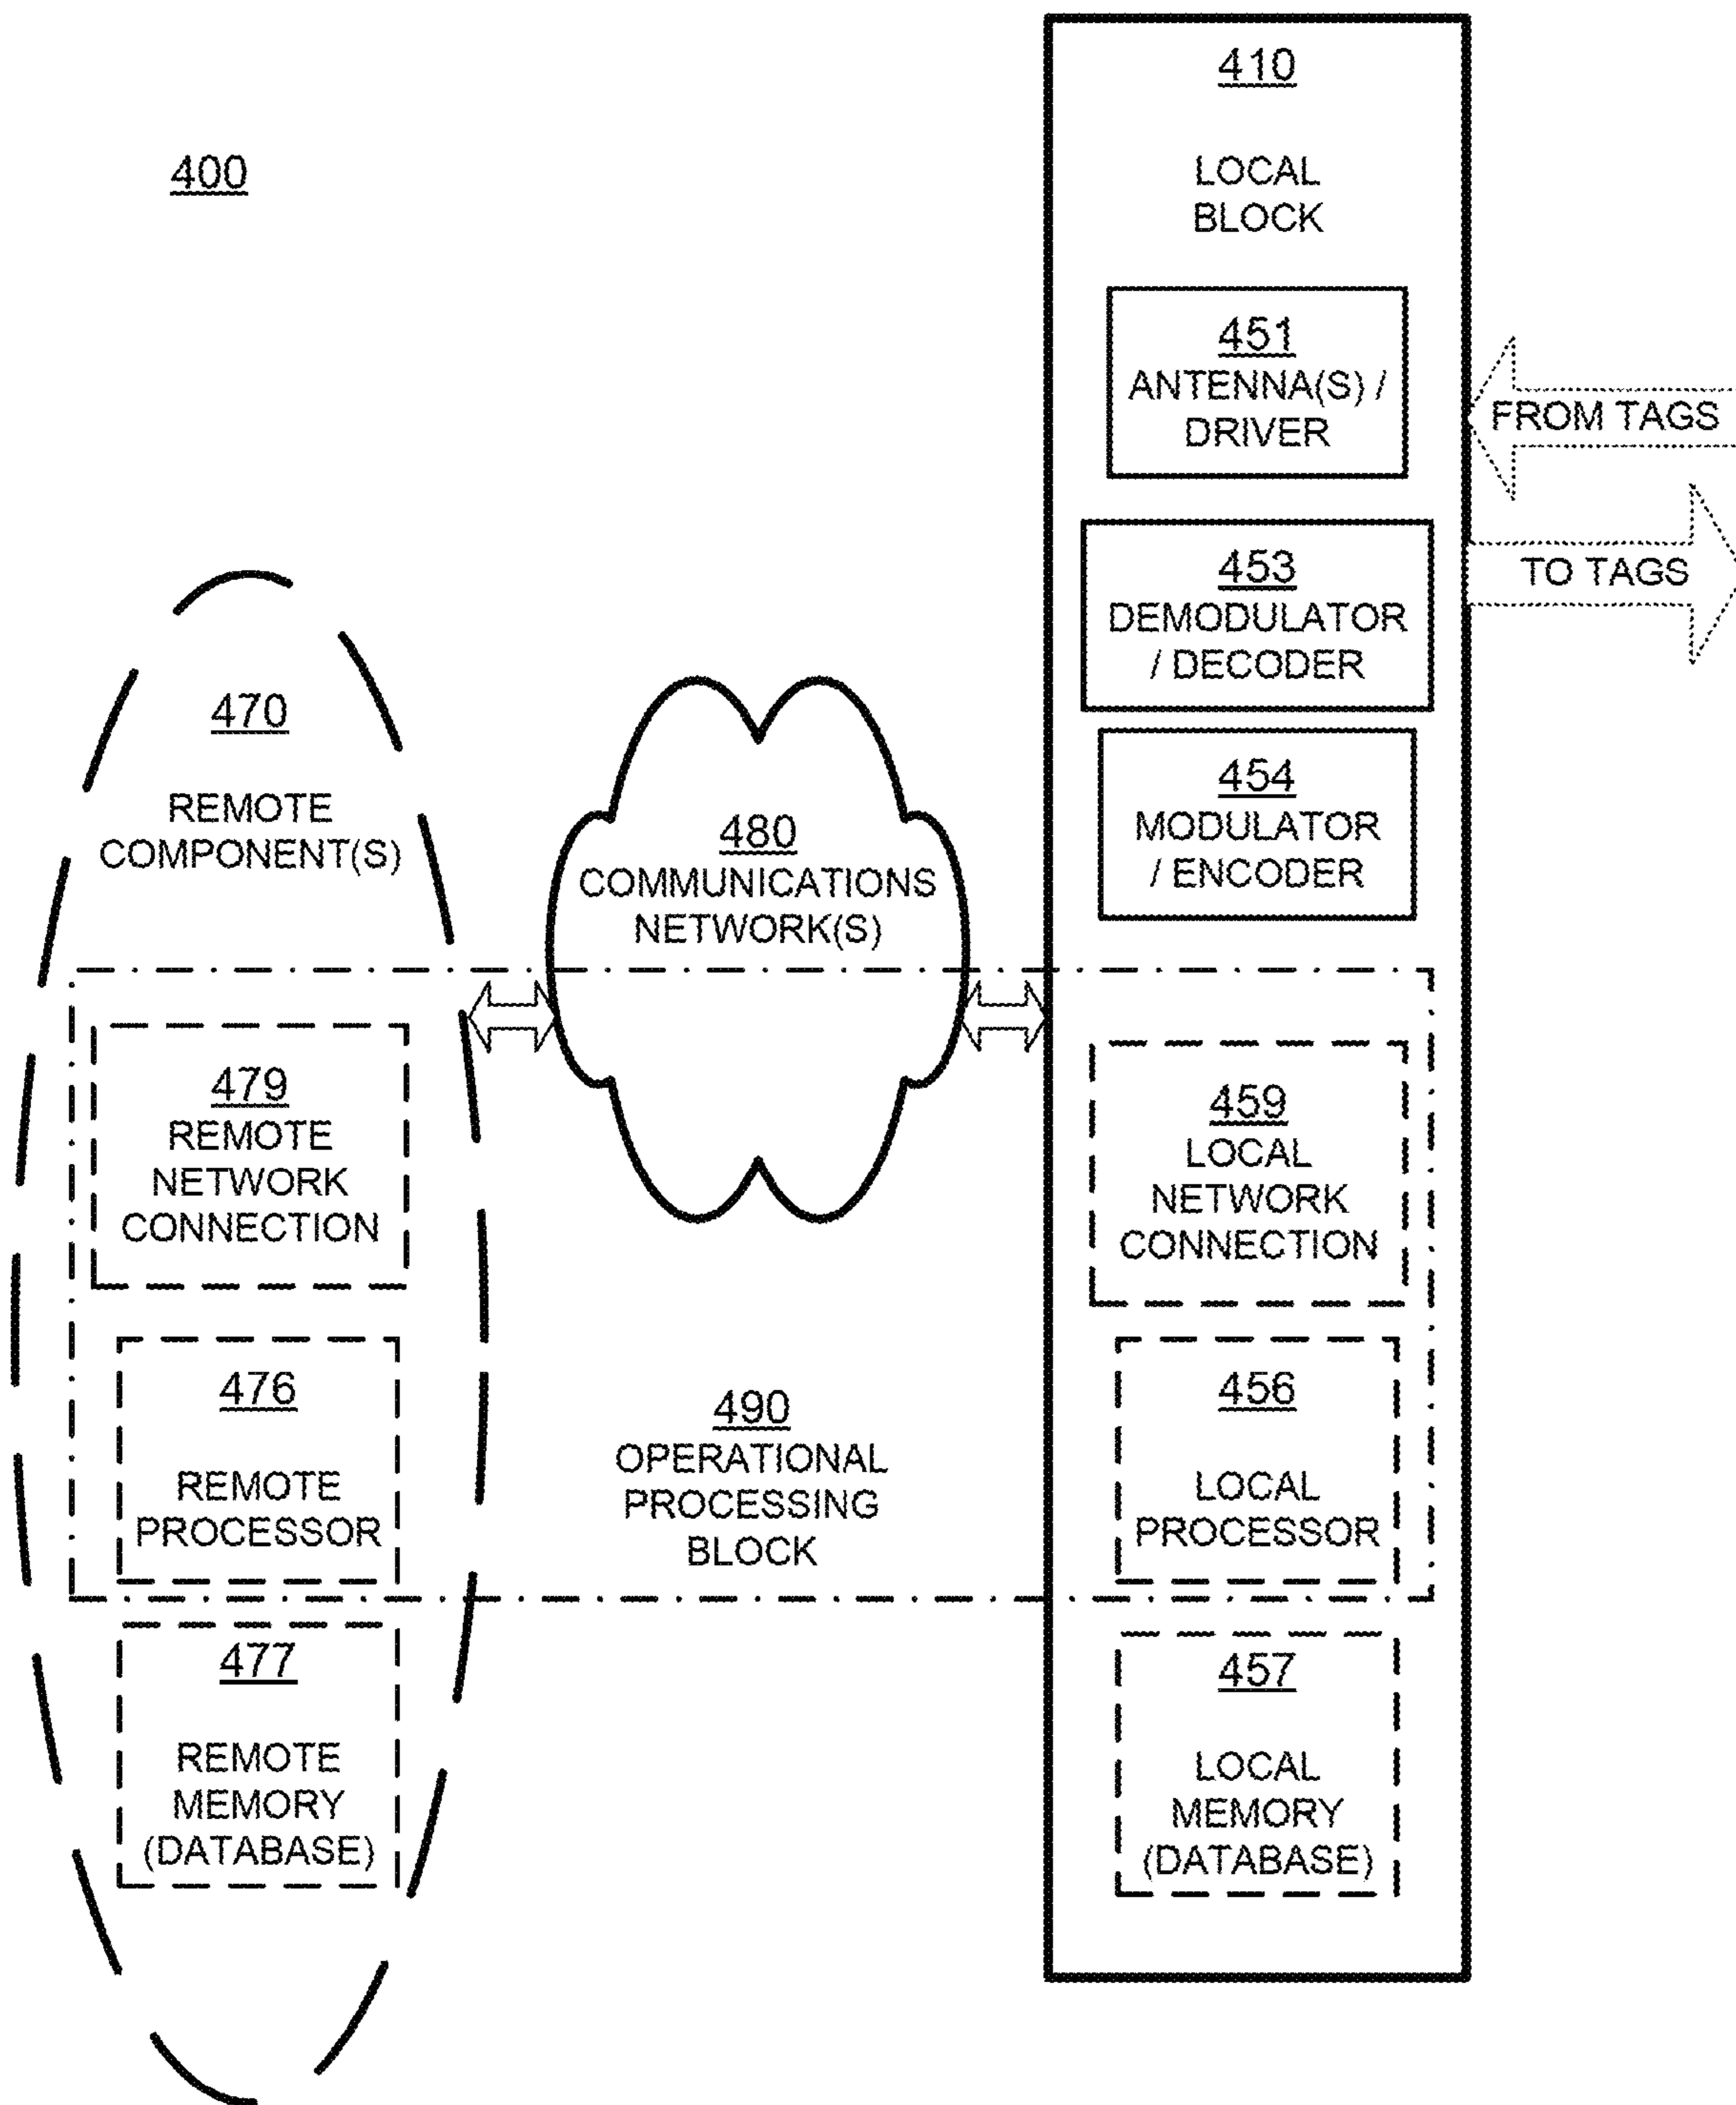 400
410
LOCAL
BLOCK
451
ANTENNA(S) /
DRIVER
FROM TAGS
453
DEMODULATOR
/ DECODER
TO TAGS
454
MODULATOR
/ ENCODER
470
REMOTE
COMPONENT(S)
480
COMMUNICATIONS
NETWORK(S)
479
REMOTE
NETWORK
CONNECTION
459
LOCAL
NETWORK
CONNECTION
476
REMOTE
PROCESSOR
490
OPERATIONAL
PROCESSING
BLOCK
456
LOCAL
PROCESSOR
477
REMOTE
MEMORY
(DATABASE)
457
LOCAL
MEMORY
(DATABASE)